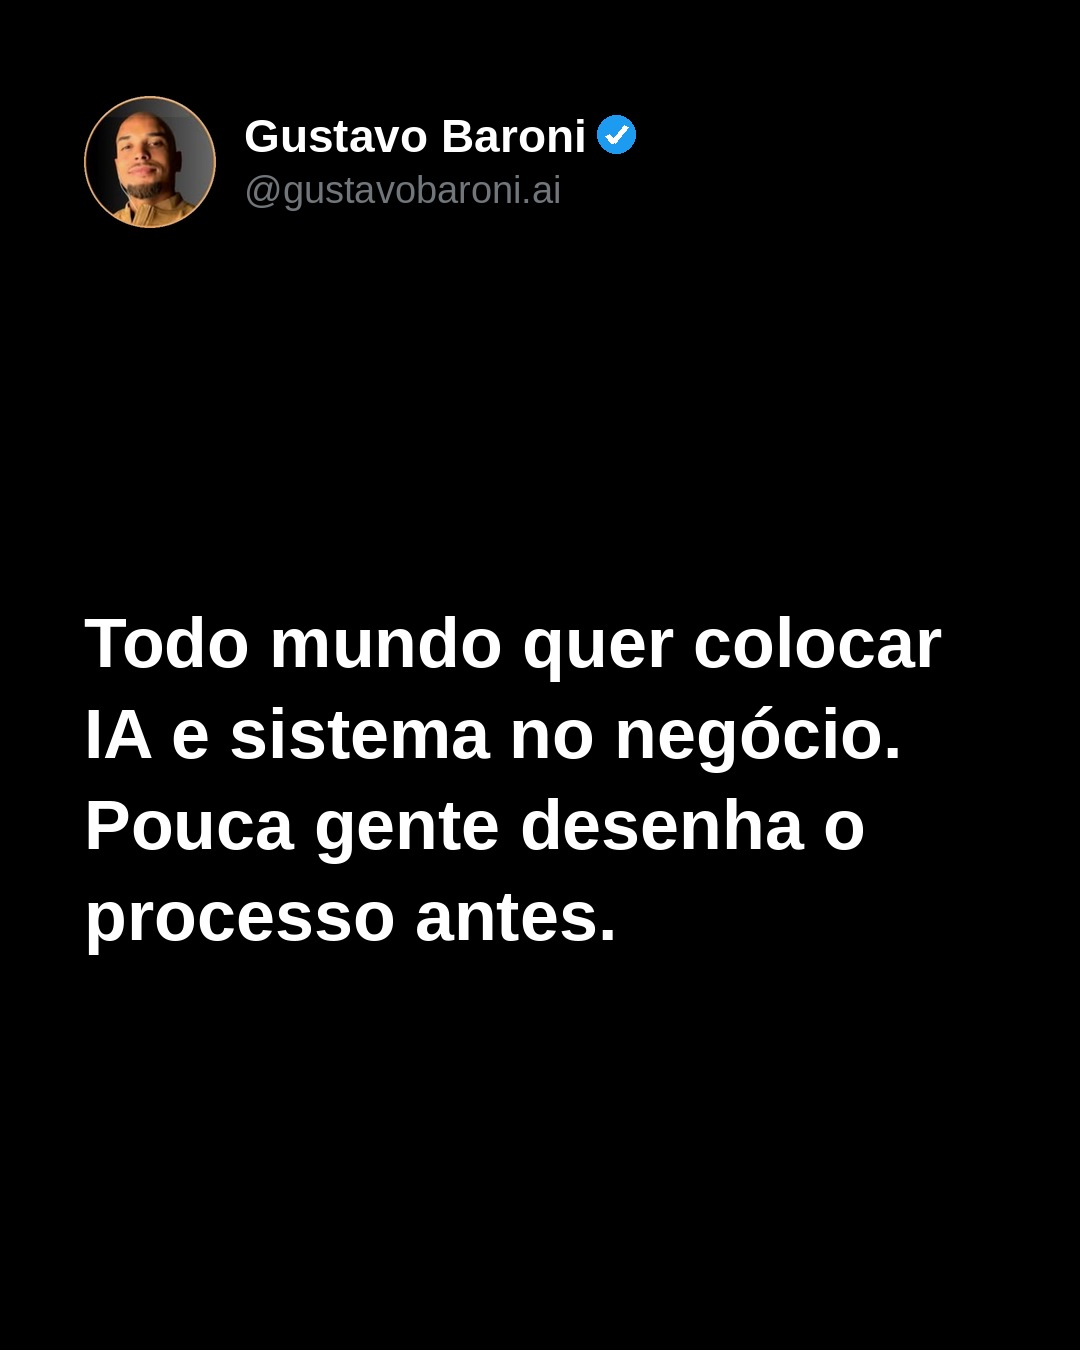 Gustavo Baroni
@gustavobaroni.ai
Todo mundo quer colocar
IA e sistema no negócio.
Pouca gente desenha o
processo antes.